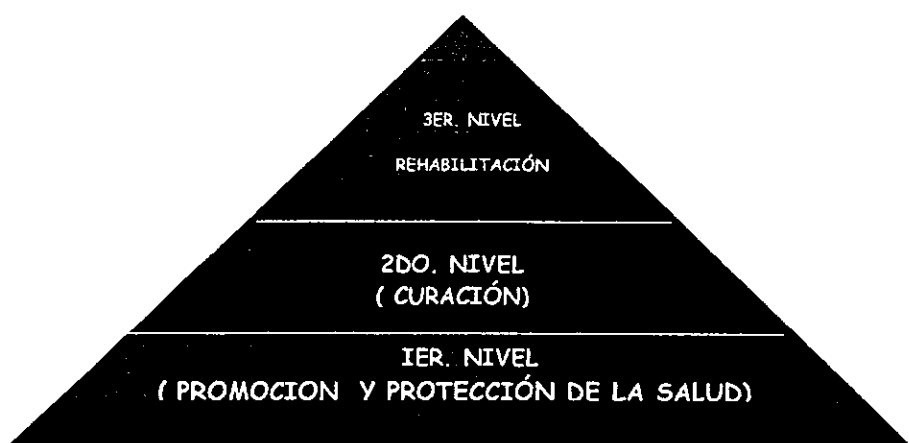 3ER. NIVEL
REHABILITACIÓN
2DO. NIVEL
( CURACIÓN)
IER. NIVEL
( PROMOCION Y PROTECCIÓN DE LA SALUD)